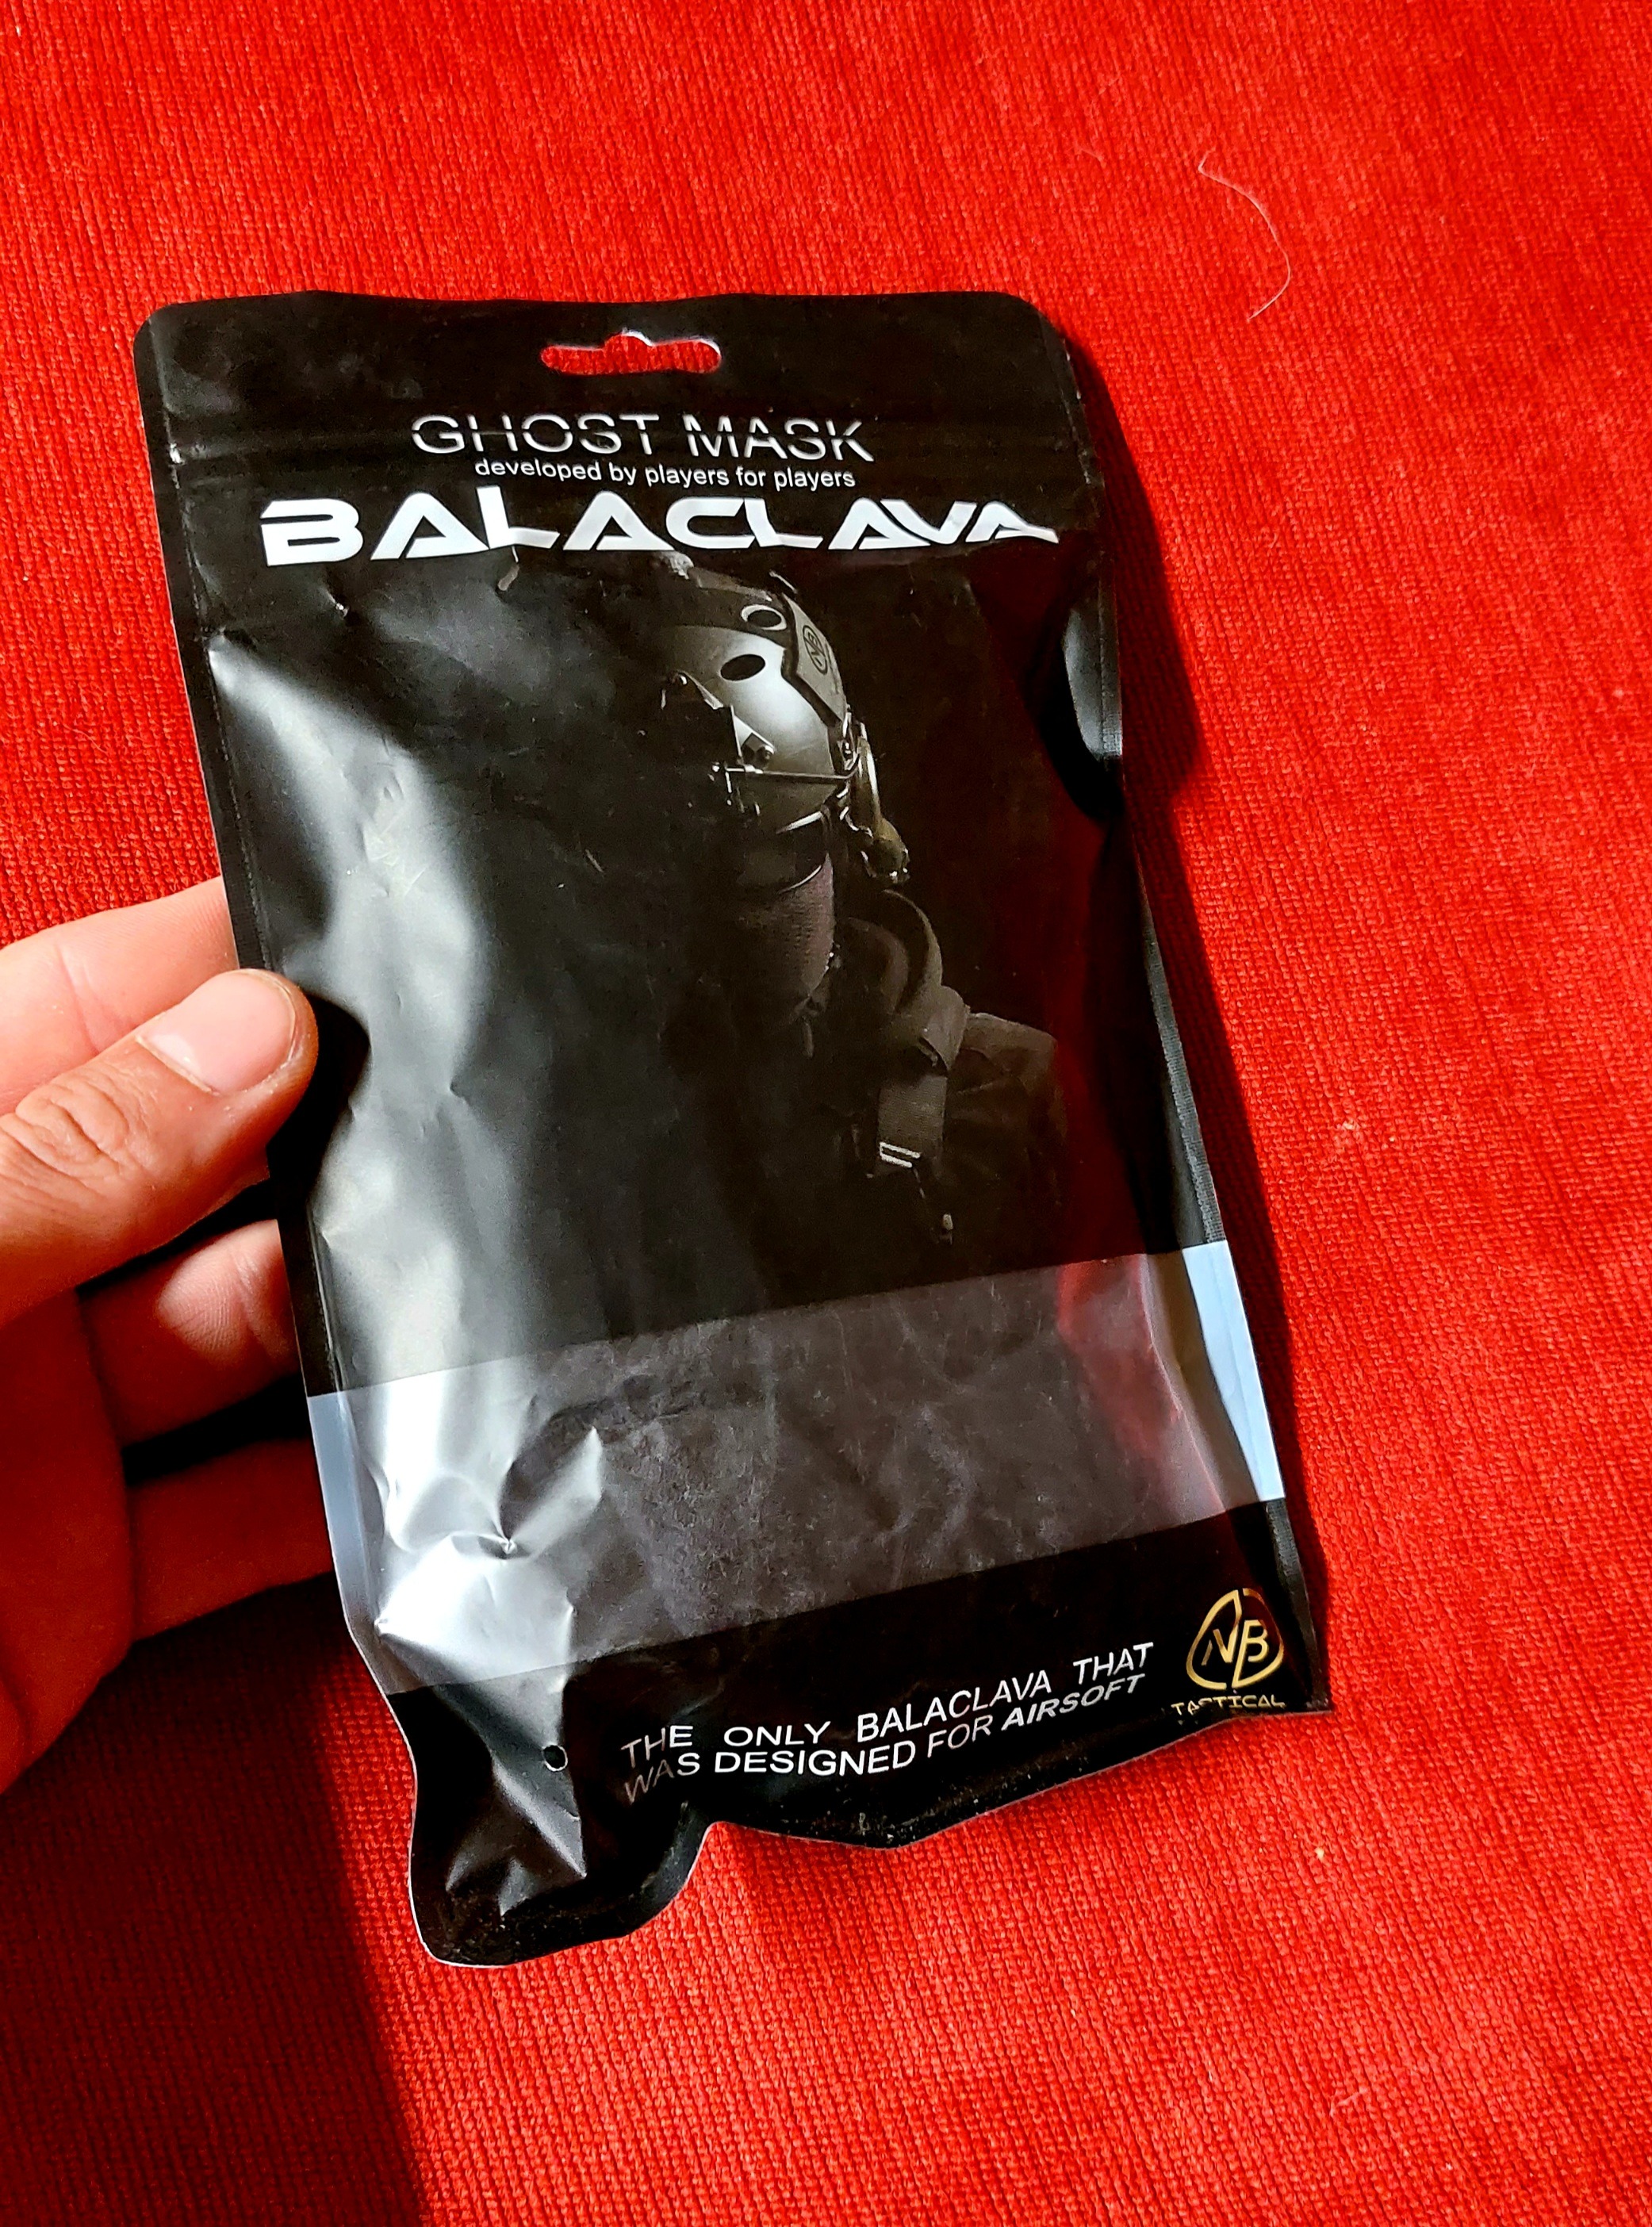 GHOST MASK
developed by players for players
BALACLAVA
THE ONLY BALACLAVA THAT
WAS DESIGNED FOR AIRSOFT
NB
TACTICAL